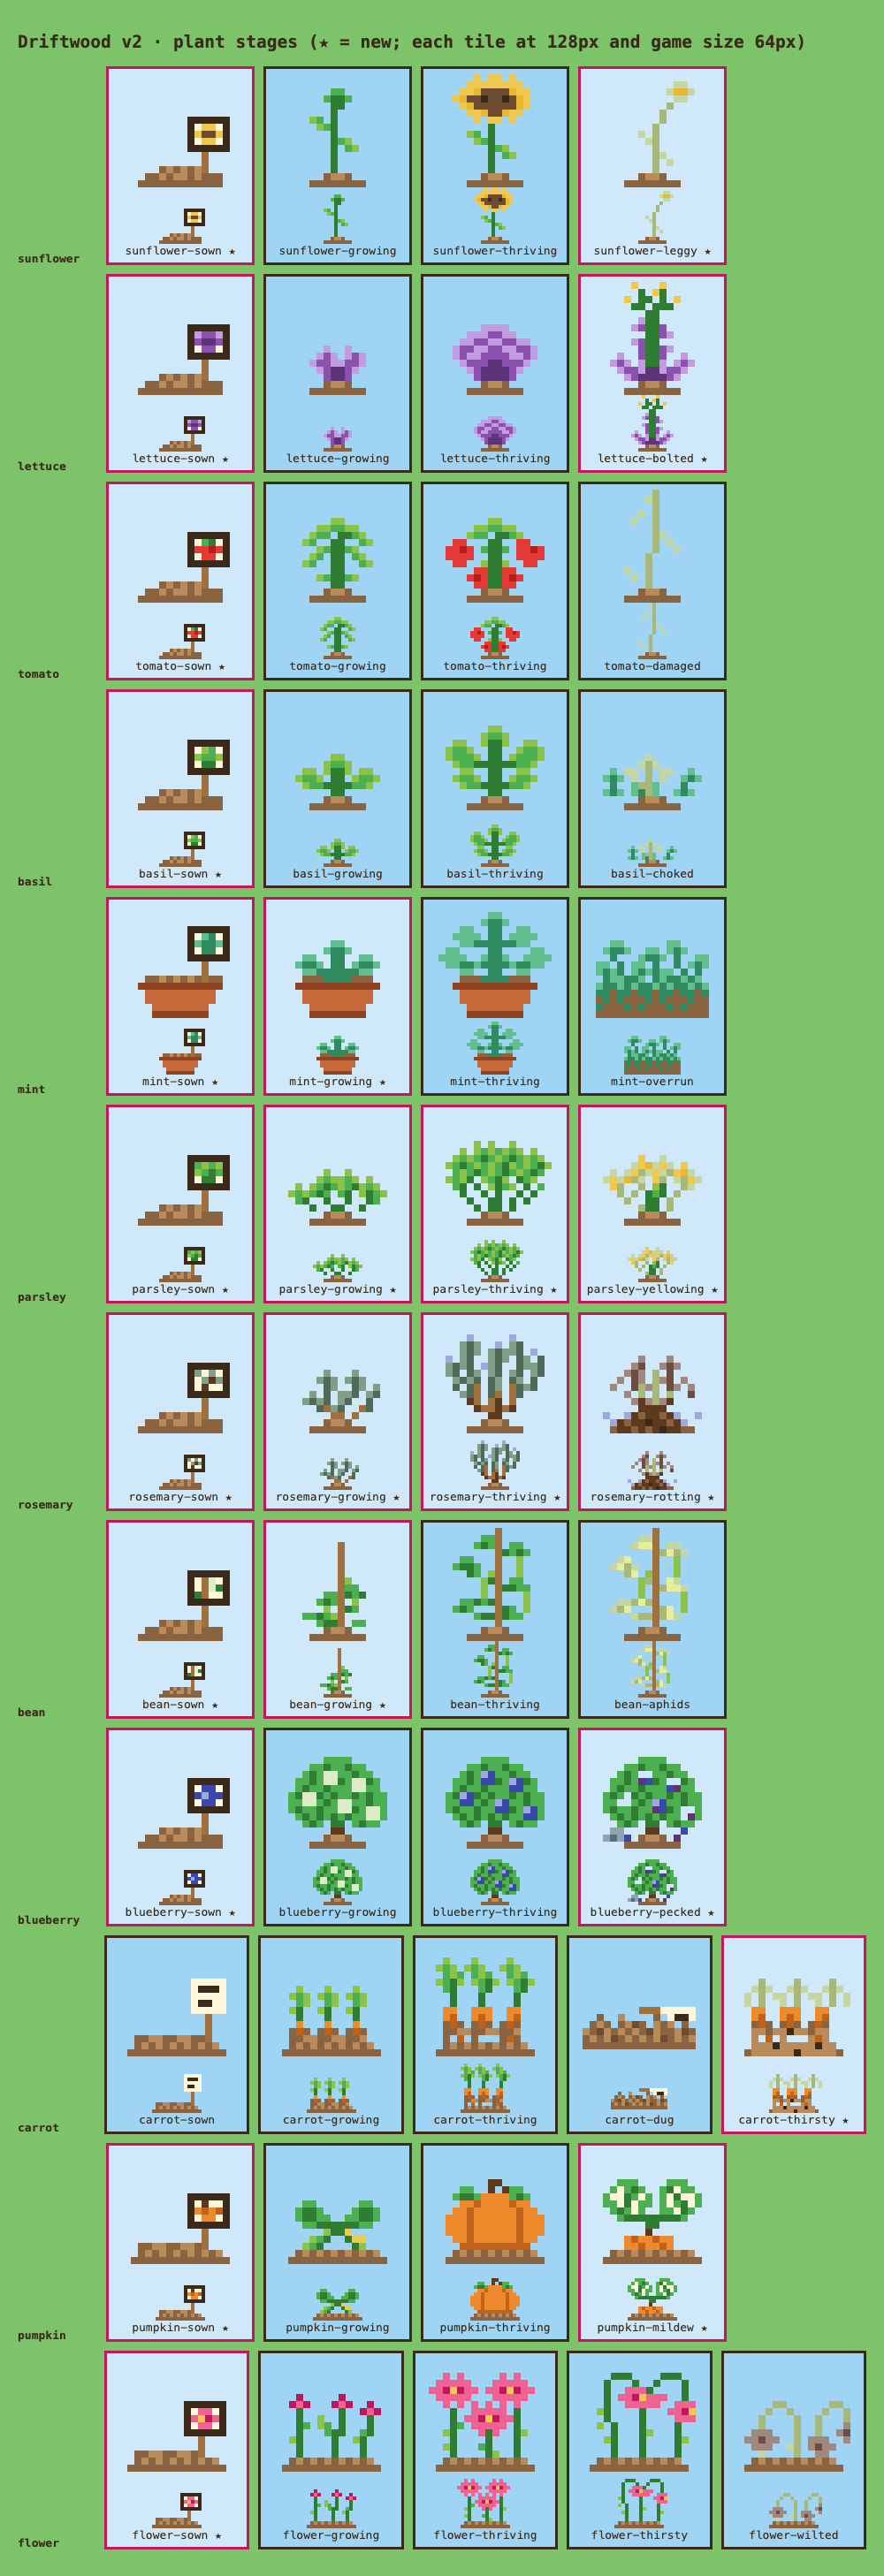 Driftwood v2 · plant stages (★ = new; each tile at 128px and game size 64px)
sunflower
sunflower–sown ★
sunflower–growing
sunflower–thriving
sunflower–leggy ★
lettuce
lettuce–sown ★
lettuce–growing
lettuce–thriving
lettuce–bolted ★
tomato
tomato–sown ★
tomato–growing
tomato–thriving
tomato–damaged
basil
basil–sown ★
basil–growing
basil–thriving
basil–choked
mint
mint–sown ★
mint–growing ★
mint–thriving
mint–overrun
parsley
parsley–sown ★
parsley–growing ★
parsley–thriving ★
parsley–yellowing ★
rosemary
rosemary–sown ★
rosemary–growing ★
rosemary–thriving ★
rosemary–rotting ★
bean
bean–sown ★
bean–growing ★
bean–thriving
bean–aphids
blueberry
blueberry–sown ★
blueberry–growing
blueberry–thriving
blueberry–pecked ★
carrot
carrot–sown
carrot–growing
carrot–thriving
carrot–dug
carrot–thirsty ★
pumpkin
pumpkin–sown ★
pumpkin–growing
pumpkin–thriving
pumpkin–mildew ★
flower
flower–sown ★
flower–growing
flower–thriving
flower–thirsty
flower–wilted